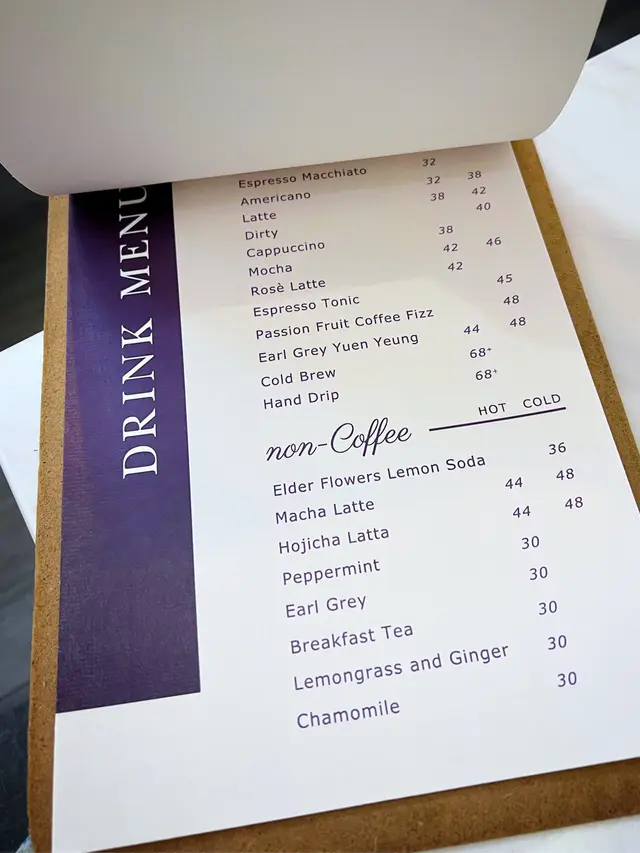 DRINK MENU
Espresso Macchiato 32
Americano 32 38
Latte 38 42
Dirty 40
Cappuccino 38
Mocha 42 46
Rosè Latte 42
Espresso Tonic 45
Passion Fruit Coffee Fizz 48
Earl Grey Yuen Yeung 44 48
Cold Brew 68+
Hand Drip 68+
non-Coffee HOT COLD
Elder Flowers Lemon Soda 36
Macha Latte 44 48
Hojicha Latta 44 48
Peppermint 30
Earl Grey 30
Breakfast Tea 30
Lemongrass and Ginger 30
Chamomile 30